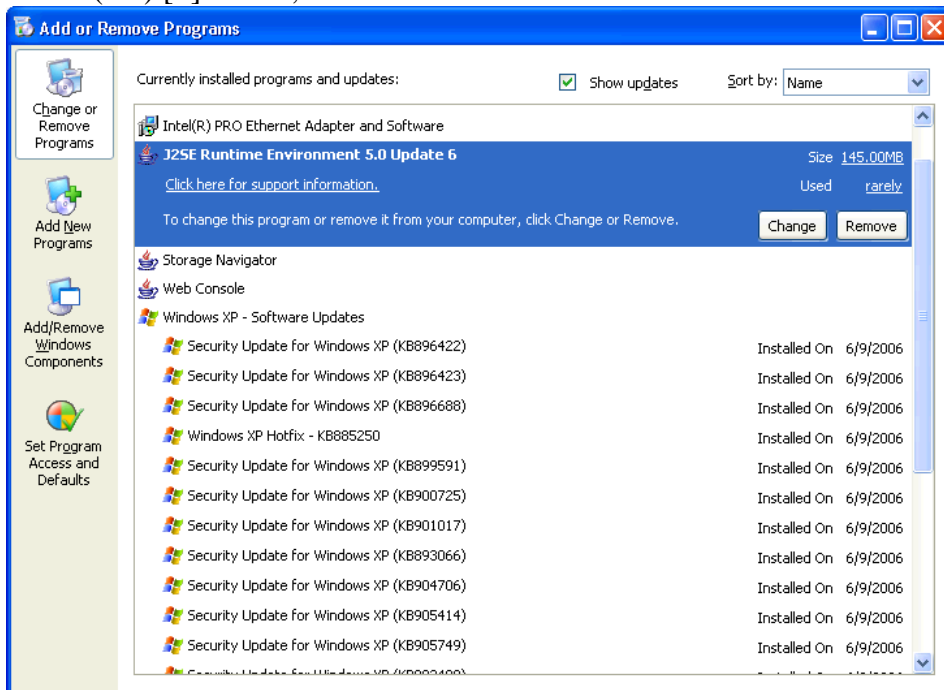 Add or Remove Programs
Change or
Remove
Programs
Add New
Programs
Add/Remove
Windows
Components
Set Program
Access and
Defaults
Currently installed programs and updates:
Show updates
Sort by: Name
Intel(R) PRO Ethernet Adapter and Software
J2SE Runtime Environment 5.0 Update 6 Size 145.00MB
Click here for support information. Used rarely
To change this program or remove it from your computer, click Change or Remove. Change Remove
Storage Navigator
Web Console
Windows XP - Software Updates
Security Update for Windows XP (KB896422) Installed On 6/9/2006
Security Update for Windows XP (KB896423) Installed On 6/9/2006
Security Update for Windows XP (KB896688) Installed On 6/9/2006
Windows XP Hotfix - KB885250 Installed On 6/9/2006
Security Update for Windows XP (KB899591) Installed On 6/9/2006
Security Update for Windows XP (KB900725) Installed On 6/9/2006
Security Update for Windows XP (KB901017) Installed On 6/9/2006
Security Update for Windows XP (KB893066) Installed On 6/9/2006
Security Update for Windows XP (KB904706) Installed On 6/9/2006
Security Update for Windows XP (KB905414) Installed On 6/9/2006
Security Update for Windows XP (KB905749) Installed On 6/9/2006